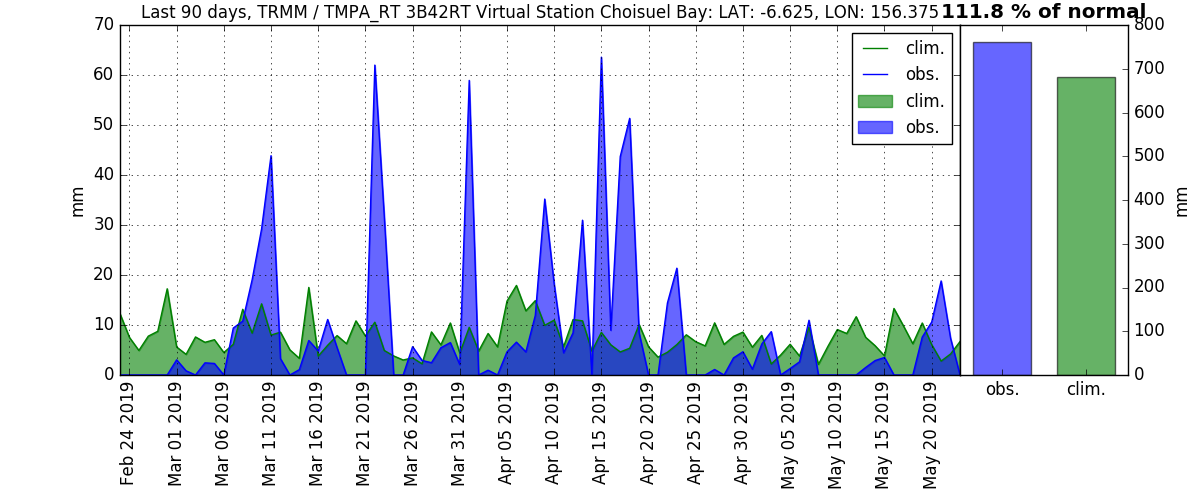 Last 90 days, TRMM / TMPA_RT 3B42RT Virtual Station Choisuel Bay: LAT: -6.625, LON: 156.375
111.8 % of normal
mm
70
60
50
40
30
20
10
0
clim.
obs.
clim.
obs.
Feb 24 2019
Mar 01 2019
Mar 06 2019
Mar 11 2019
Mar 16 2019
Mar 21 2019
Mar 26 2019
Mar 31 2019
Apr 05 2019
Apr 10 2019
Apr 15 2019
Apr 20 2019
Apr 25 2019
Apr 30 2019
May 05 2019
May 10 2019
May 15 2019
May 20 2019
800
700
600
500
400
300
200
100
0
mm
obs.
clim.